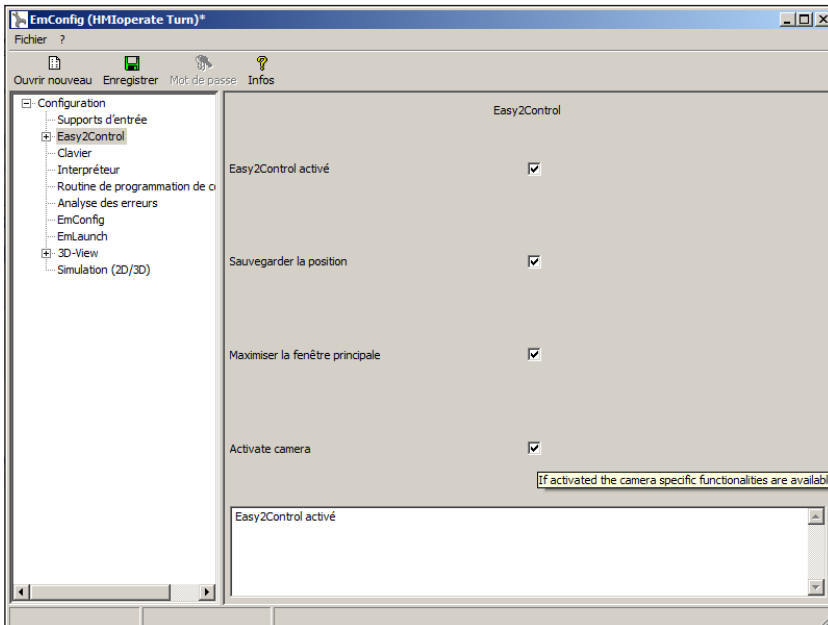 EmConfig (HMIoperate Turn)*
Fichier ?
Ouvrir nouveau Enregistrer Mot de passe Infos
Configuration
Supports d'entrée
Easy2Control
Clavier
Interpréteur
Routine de programmation de c
Analyse des erreurs
EmConfig
EmLaunch
3D-View
Simulation (2D/3D)
Easy2Control
Easy2Control activé
Sauvegarder la position
Maximiser la fenêtre principale
Activate camera
If activated the camera specific functionalities are availabl
Easy2Control activé